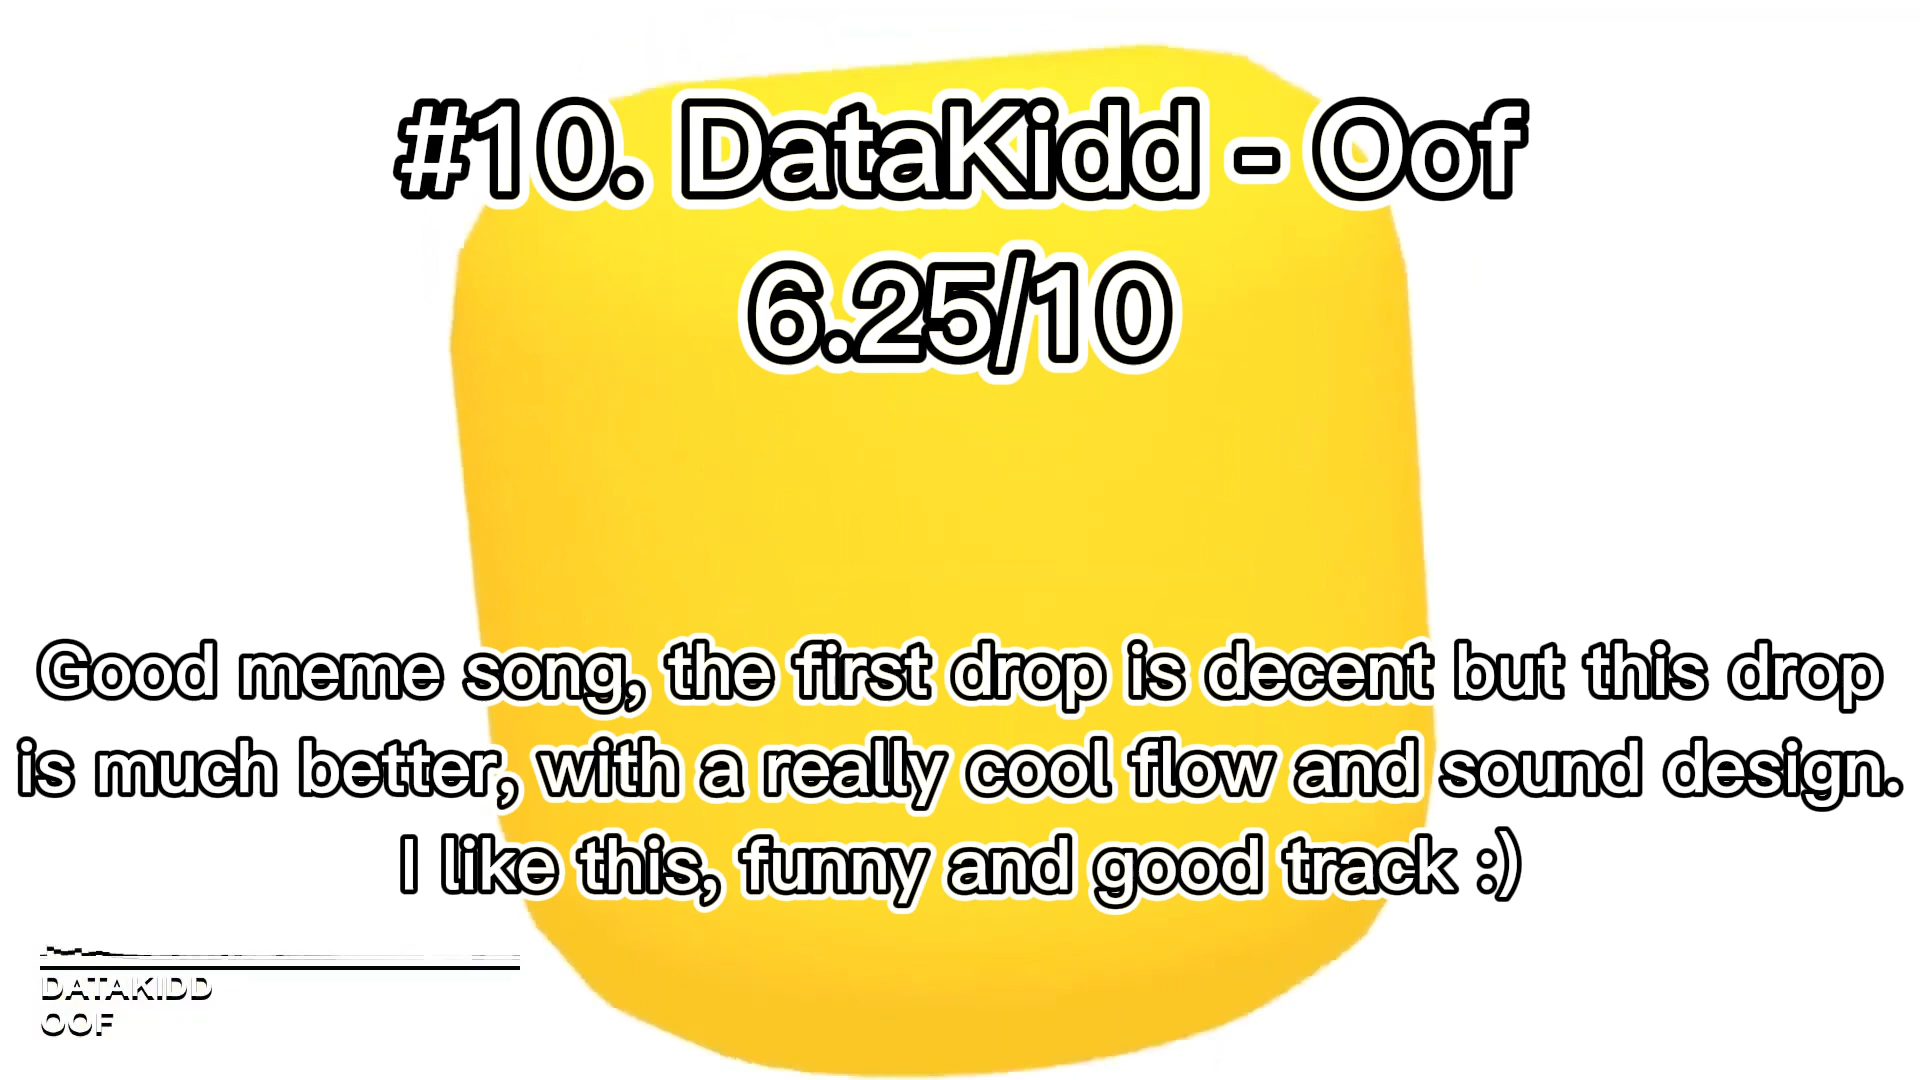 #10. DataKidd - Oof
6.25/10
Good meme song, the first drop is decent but this drop
is much better, with a really cool flow and sound design.
I like this, funny and good track :)
DATAKIDD
OOF